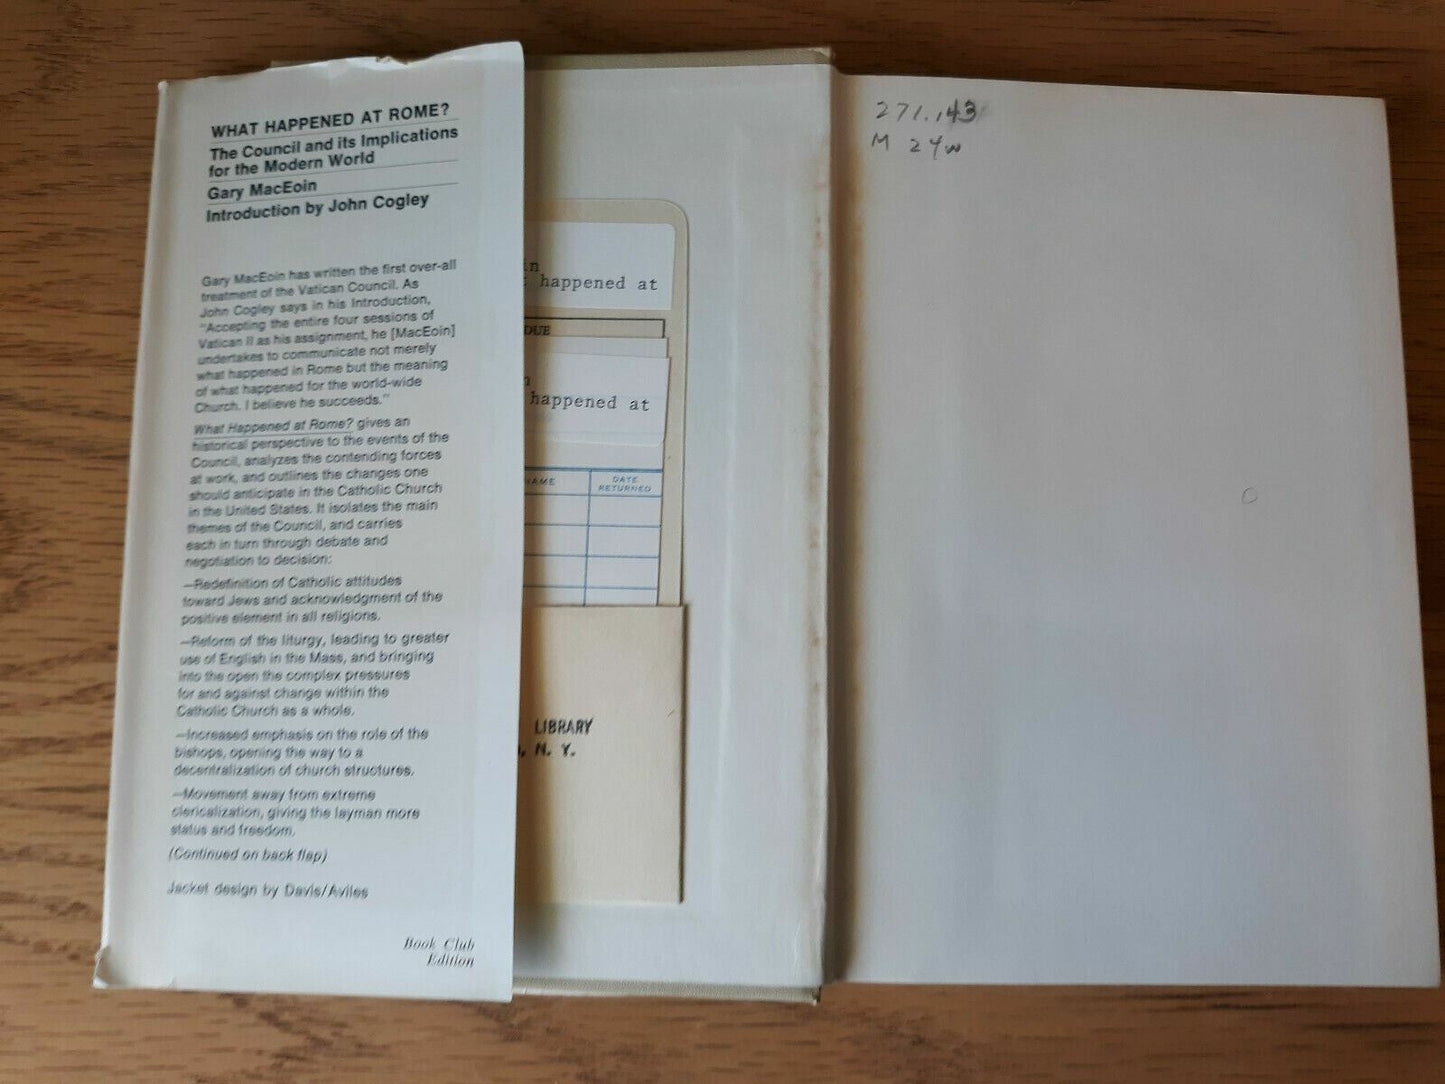 WHAT HAPPENED AT ROME?
The Council and its Implications
for the Modern World
Gary MacEoin
Introduction by John Cogley
Gary MacEoin has written the first over-all
treatment of the Vatican Council. As
John Cogley says in his Introduction,
"Accepting the entire four sessions of
Vatican II as his assignment, he [MacEoin]
undertakes to communicate not merely
what happened in Rome but the meaning
of what happened for the world-wide
Church. I believe he succeeds."
What Happened at Rome? gives an
historical perspective to the events of the
Council, analyzes the contending forces
at work, and outlines the changes one
should anticipate in the Catholic Church
in the United States. It isolates the main
themes of the Council, and carries
each in turn through debate and
negotiation to decision:
—Redefinition of Catholic attitudes
toward Jews and acknowledgment of the
positive element in all religions.
—Reform of the liturgy, leading to greater
use of English in the Mass, and bringing
into the open the complex pressures
for and against change within the
Catholic Church as a whole.
—Increased emphasis on the role of the
bishops, opening the way to a
decentralization of church structures.
—Movement away from extreme
clericalization, giving the layman more
status and freedom.
(Continued on back flap)
Jacket design by Davis/Aviles
Book Club
Edition
in
happened at
DUE
happened at
NAME
DATE
RETURNED
LIBRARY
N. Y.
271.143
M 24w